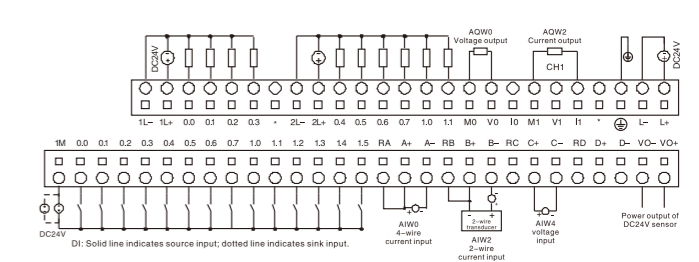 AQW0
Voltage output
AQW2
Current output
DC24V
CH1
DC24V
1L– 1L+ 0.0 0.1 0.2 0.3 * 2L– 2L+ 0.4 0.5 0.6 0.7 1.0 1.1 M0 V0 I0 M1 V1 I1 * L– L+
1M 0.0 0.1 0.2 0.3 0.4 0.5 0.6 0.7 1.0 1.1 1.2 1.3 1.4 1.5 RA A+ A– RB B+ B– RC C+ C– RD D+ D– VO– VO+
DC24V
DI: Solid line indicates source input; dotted line indicates sink input.
AIW0
4–wire
current input
- +
2–wire
transducer
AIW2
2–wire
current input
AIW4
voltage
input
Power output of
DC24V sensor